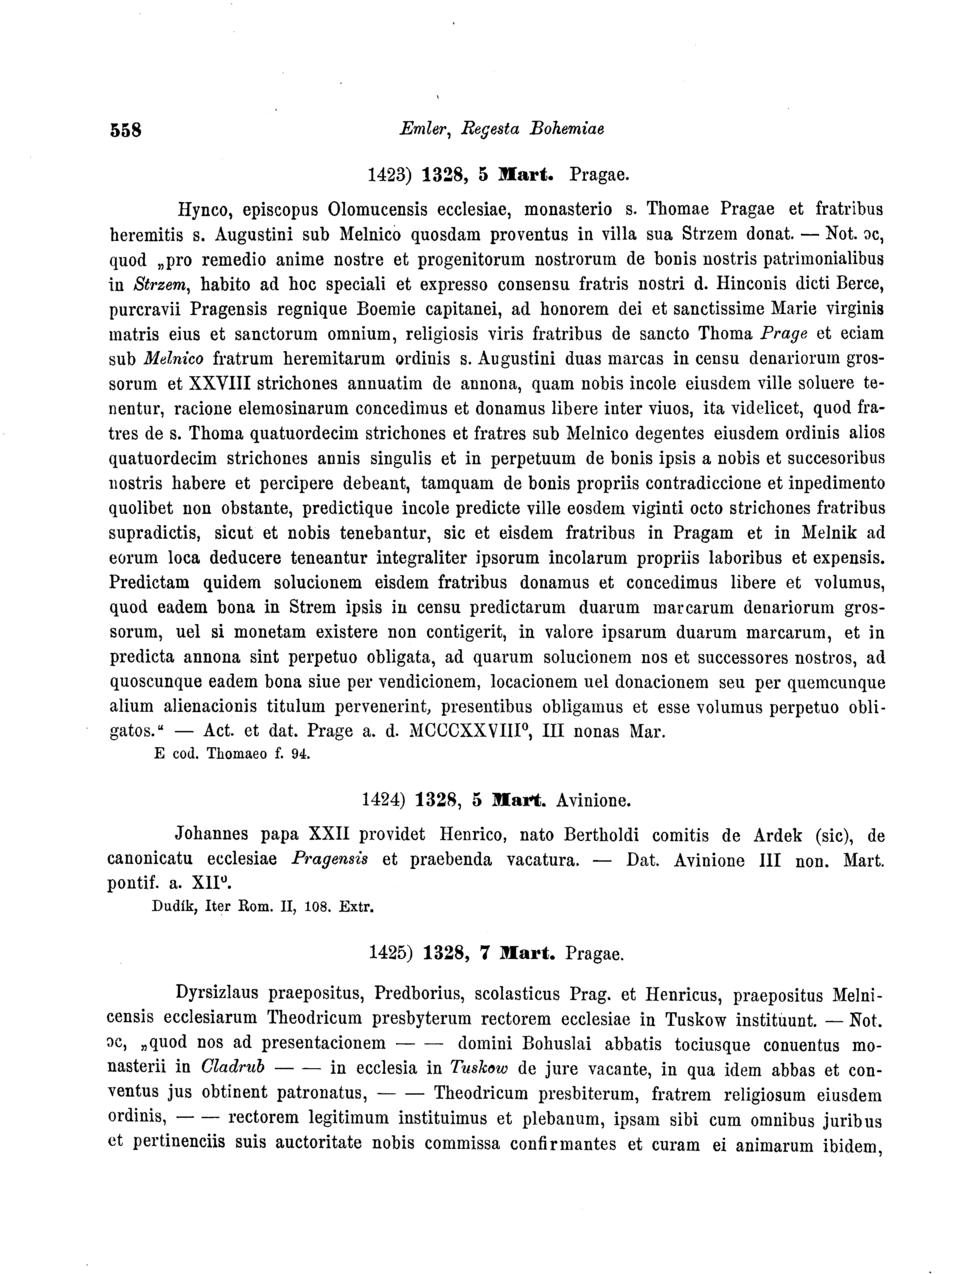 558
Emler, Regesta Bohemiae
1423) 1328, 5 Mart. Pragae.
Hynco, episcopus Olomucensis ecclesiae, monasterio s. Thomae Pragae et fratribus
heremitis s. Augustini sub Melnico quosdam proventus in villa sua Strzem donat. — Not. ɔc,
quod „pro remedio anime nostre et progenitorum nostrorum de bonis nostris patrimonialibus
in Strzem, habito ad hoc speciali et expresso consensu fratris nostri d. Hinconis dicti Berce,
purcravii Pragensis regnique Boemie capitanei, ad honorem dei et sanctissime Marie virginis
matris eius et sanctorum omnium, religiosis viris fratribus de sancto Thoma Prage et eciam
sub Melnico fratrum heremitarum ordinis s. Augustini duas marcas in censu denariorum gros-
sorum et XXVIII strichones annuatim de annona, quam nobis incole eiusdem ville soluere te-
nentur, racione elemosinarum concedimus et donamus libere inter viuos, ita videlicet, quod fra-
tres de s. Thoma quatuordecim strichones et fratres sub Melnico degentes eiusdem ordinis alios
quatuordecim strichones annis singulis et in perpetuum de bonis ipsis a nobis et succesoribus
nostris habere et percipere debeant, tamquam de bonis propriis contradiccione et inpedimento
quolibet non obstante, predictique incole predicte ville eosdem viginti octo strichones fratribus
supradictis, sicut et nobis tenebantur, sic et eisdem fratribus in Pragam et in Melnik ad
eorum loca deducere teneantur integraliter ipsorum incolarum propriis laboribus et expensis.
Predictam quidem solucionem eisdem fratribus donamus et concedimus libere et volumus,
quod eadem bona in Strem ipsis in censu predictarum duarum marcarum denariorum gros-
sorum, uel si monetam existere non contigerit, in valore ipsarum duarum marcarum, et in
predicta annona sint perpetuo obligata, ad quarum solucionem nos et successores nostros, ad
quoscunque eadem bona siue per vendicionem, locacionem uel donacionem seu per quemcunque
alium alienacionis titulum pervenerint, presentibus obligamus et esse volumus perpetuo obli-
gatos.“ — Act. et dat. Prage a. d. MCCCXXVIII⁰, III nonas Mar.
E cod. Thomaeo f. 94.
1424) 1328, 5 Mart. Avinione.
Johannes papa XXII providet Henrico, nato Bertholdi comitis de Ardek (sic), de
canonicatu ecclesiae Pragensis et praebenda vacatura. — Dat. Avinione III non. Mart.
pontif. a. XII⁰.
Dudík, Iter Rom. II, 108. Extr.
1425) 1328, 7 Mart. Pragae.
Dyrsizlaus praepositus, Predborius, scolasticus Prag. et Henricus, praepositus Melni-
censis ecclesiarum Theodricum presbyterum rectorem ecclesiae in Tuskow instituunt. — Not.
ɔc, „quod nos ad presentacionem — — domini Bohuslai abbatis tociusque conuentus mo-
nasterii in Cladrub — — in ecclesia in Tuskow de jure vacante, in qua idem abbas et con-
ventus jus obtinent patronatus, — — Theodricum presbiterum, fratrem religiosum eiusdem
ordinis, — — rectorem legitimum instituimus et plebanum, ipsam sibi cum omnibus juribus
et pertinenciis suis auctoritate nobis commissa confirmantes et curam ei animarum ibidem,